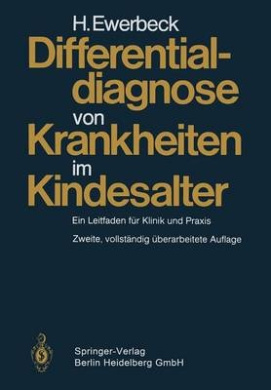 H. Ewerbeck
Differential-
diagnose
von
Krankheiten
im
Kindesalter
Ein Leitfaden für Klinik und Praxis
Zweite, vollständig überarbeitete Auflage
Springer-Verlag
Berlin Heidelberg GmbH